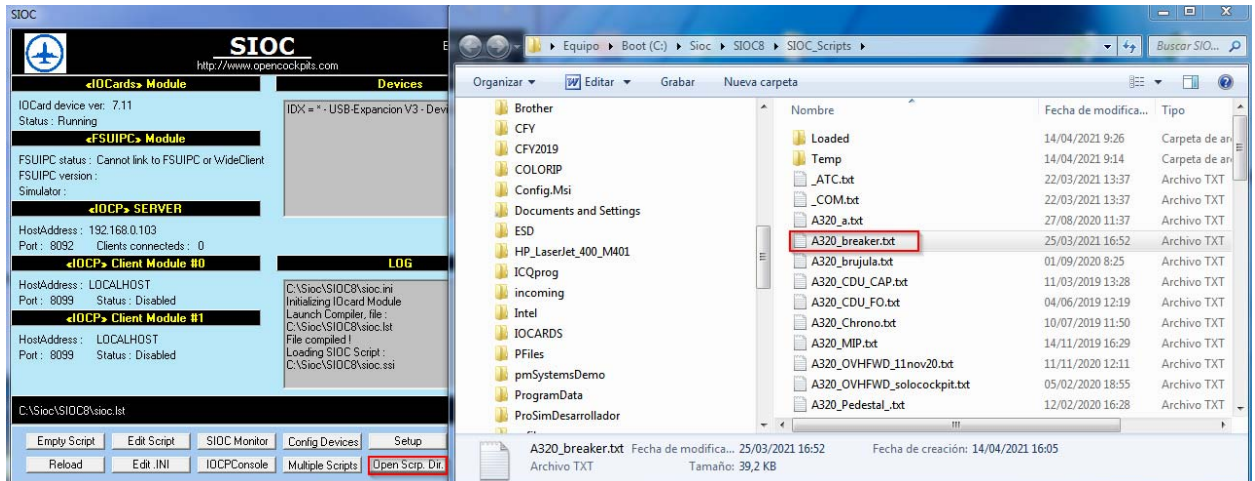 SIOC
SIOC
http://www.opencockpits.com
«IOCards» Module
IOCard device ver: 7.11
Status : Running
«FSUIPC» Module
FSUIPC status : Cannot link to FSUIPC or WideClient
FSUIPC version :
Simulator :
«IOCP» SERVER
HostAddress : 192.168.0.103
Port : 8092 Clients connecteds : 0
«IOCP» Client Module #0
HostAddress : LOCALHOST
Port : 8099 Status : Disabled
«IOCP» Client Module #1
HostAddress : LOCALHOST
Port : 8099 Status : Disabled
Devices
IDX = * - USB-Expancion V3 - Devi
LOG
C:\Sioc\SIOC8\sioc.ini
Initializing IOcard Module
Launch Compiler, file :
C:\Sioc\SIOC8\sioc.lst
File compiled !
Loading SIOC Script :
C:\Sioc\SIOC8\sioc.ssi
C:\Sioc\SIOC8\sioc.lst
Empty Script Edit Script SIOC Monitor Config Devices Setup
Reload Edit .INI IOCPConsole Multiple Scripts Open Scrp. Dir.
Equipo Boot (C:) Sioc SIOC8 SIOC_Scripts
Buscar SIO...
Organizar Editar Grabar Nueva carpeta
Brother
CFY
CFY2019
COLORIP
Config.Msi
Documents and Settings
ESD
HP_LaserJet_400_M401
ICQprog
incoming
Intel
IOCARDS
PFiles
pmSystemsDemo
ProgramData
ProSimDesarrollador
Nombre Fecha de modifica... Tipo
Loaded 14/04/2021 9:26 Carpeta de arc
Temp 14/04/2021 9:14 Carpeta de arc
_ATC.txt 22/03/2021 13:37 Archivo TXT
_COM.txt 22/03/2021 13:37 Archivo TXT
A320_a.txt 27/08/2020 11:37 Archivo TXT
A320_breaker.txt 25/03/2021 16:52 Archivo TXT
A320_brujula.txt 01/09/2020 8:25 Archivo TXT
A320_CDU_CAP.txt 11/03/2019 13:28 Archivo TXT
A320_CDU_FO.txt 04/06/2019 12:19 Archivo TXT
A320_Chrono.txt 10/07/2019 11:50 Archivo TXT
A320_MIP.txt 14/11/2019 16:29 Archivo TXT
A320_OVHFWD_11nov20.txt 11/11/2020 12:11 Archivo TXT
A320_OVHFWD_solocockpit.txt 05/02/2020 18:55 Archivo TXT
A320_Pedestal_.txt 12/02/2020 16:28 Archivo TXT
A320_breaker.txt Fecha de modifica... 25/03/2021 16:52 Fecha de creación: 14/04/2021 16:05
Archivo TXT Tamaño: 39,2 KB